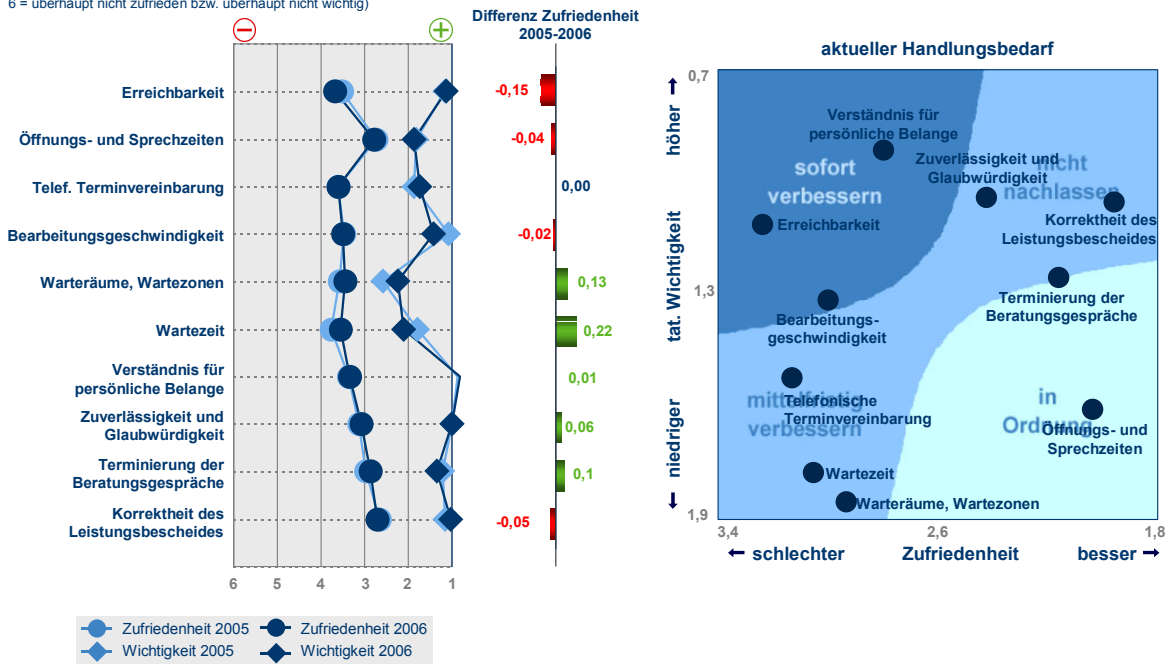 6 = überhaupt nicht zufrieden bzw. überhaupt nicht wichtig)
Differenz Zufriedenheit
2005-2006
Erreichbarkeit
Öffnungs- und Sprechzeiten
Telef. Terminvereinbarung
Bearbeitungsgeschwindigkeit
Warteräume, Wartezonen
Wartezeit
Verständnis für
persönliche Belange
Zuverlässigkeit und
Glaubwürdigkeit
Terminierung der
Beratungsgespräche
Korrektheit des
Leistungsbescheides
-0,15
-0,04
0,00
-0,02
0,13
0,22
0,01
0,06
0,1
-0,05
6 5 4 3 2 1
Zufriedenheit 2005 Zufriedenheit 2006
Wichtigkeit 2005 Wichtigkeit 2006
aktueller Handlungsbedarf
0,7
1,3
1,9
niedriger tat. Wichtigkeit höher
Verständnis für
persönliche Belange
sofort
verbessern
Zuverlässigkeit und
Glaubwürdigkeit
nicht
nachlassen
Erreichbarkeit
Korrektheit des
Leistungsbescheides
Terminierung der
Beratungsgespräche
Bearbeitungs-
geschwindigkeit
mittelfristig
verbessern
Telefonische
Terminvereinbarung
in
Ordnung
Öffnungs- und
Sprechzeiten
Wartezeit
Warteräume, Wartezonen
3,4 2,6 1,8
schlechter Zufriedenheit besser